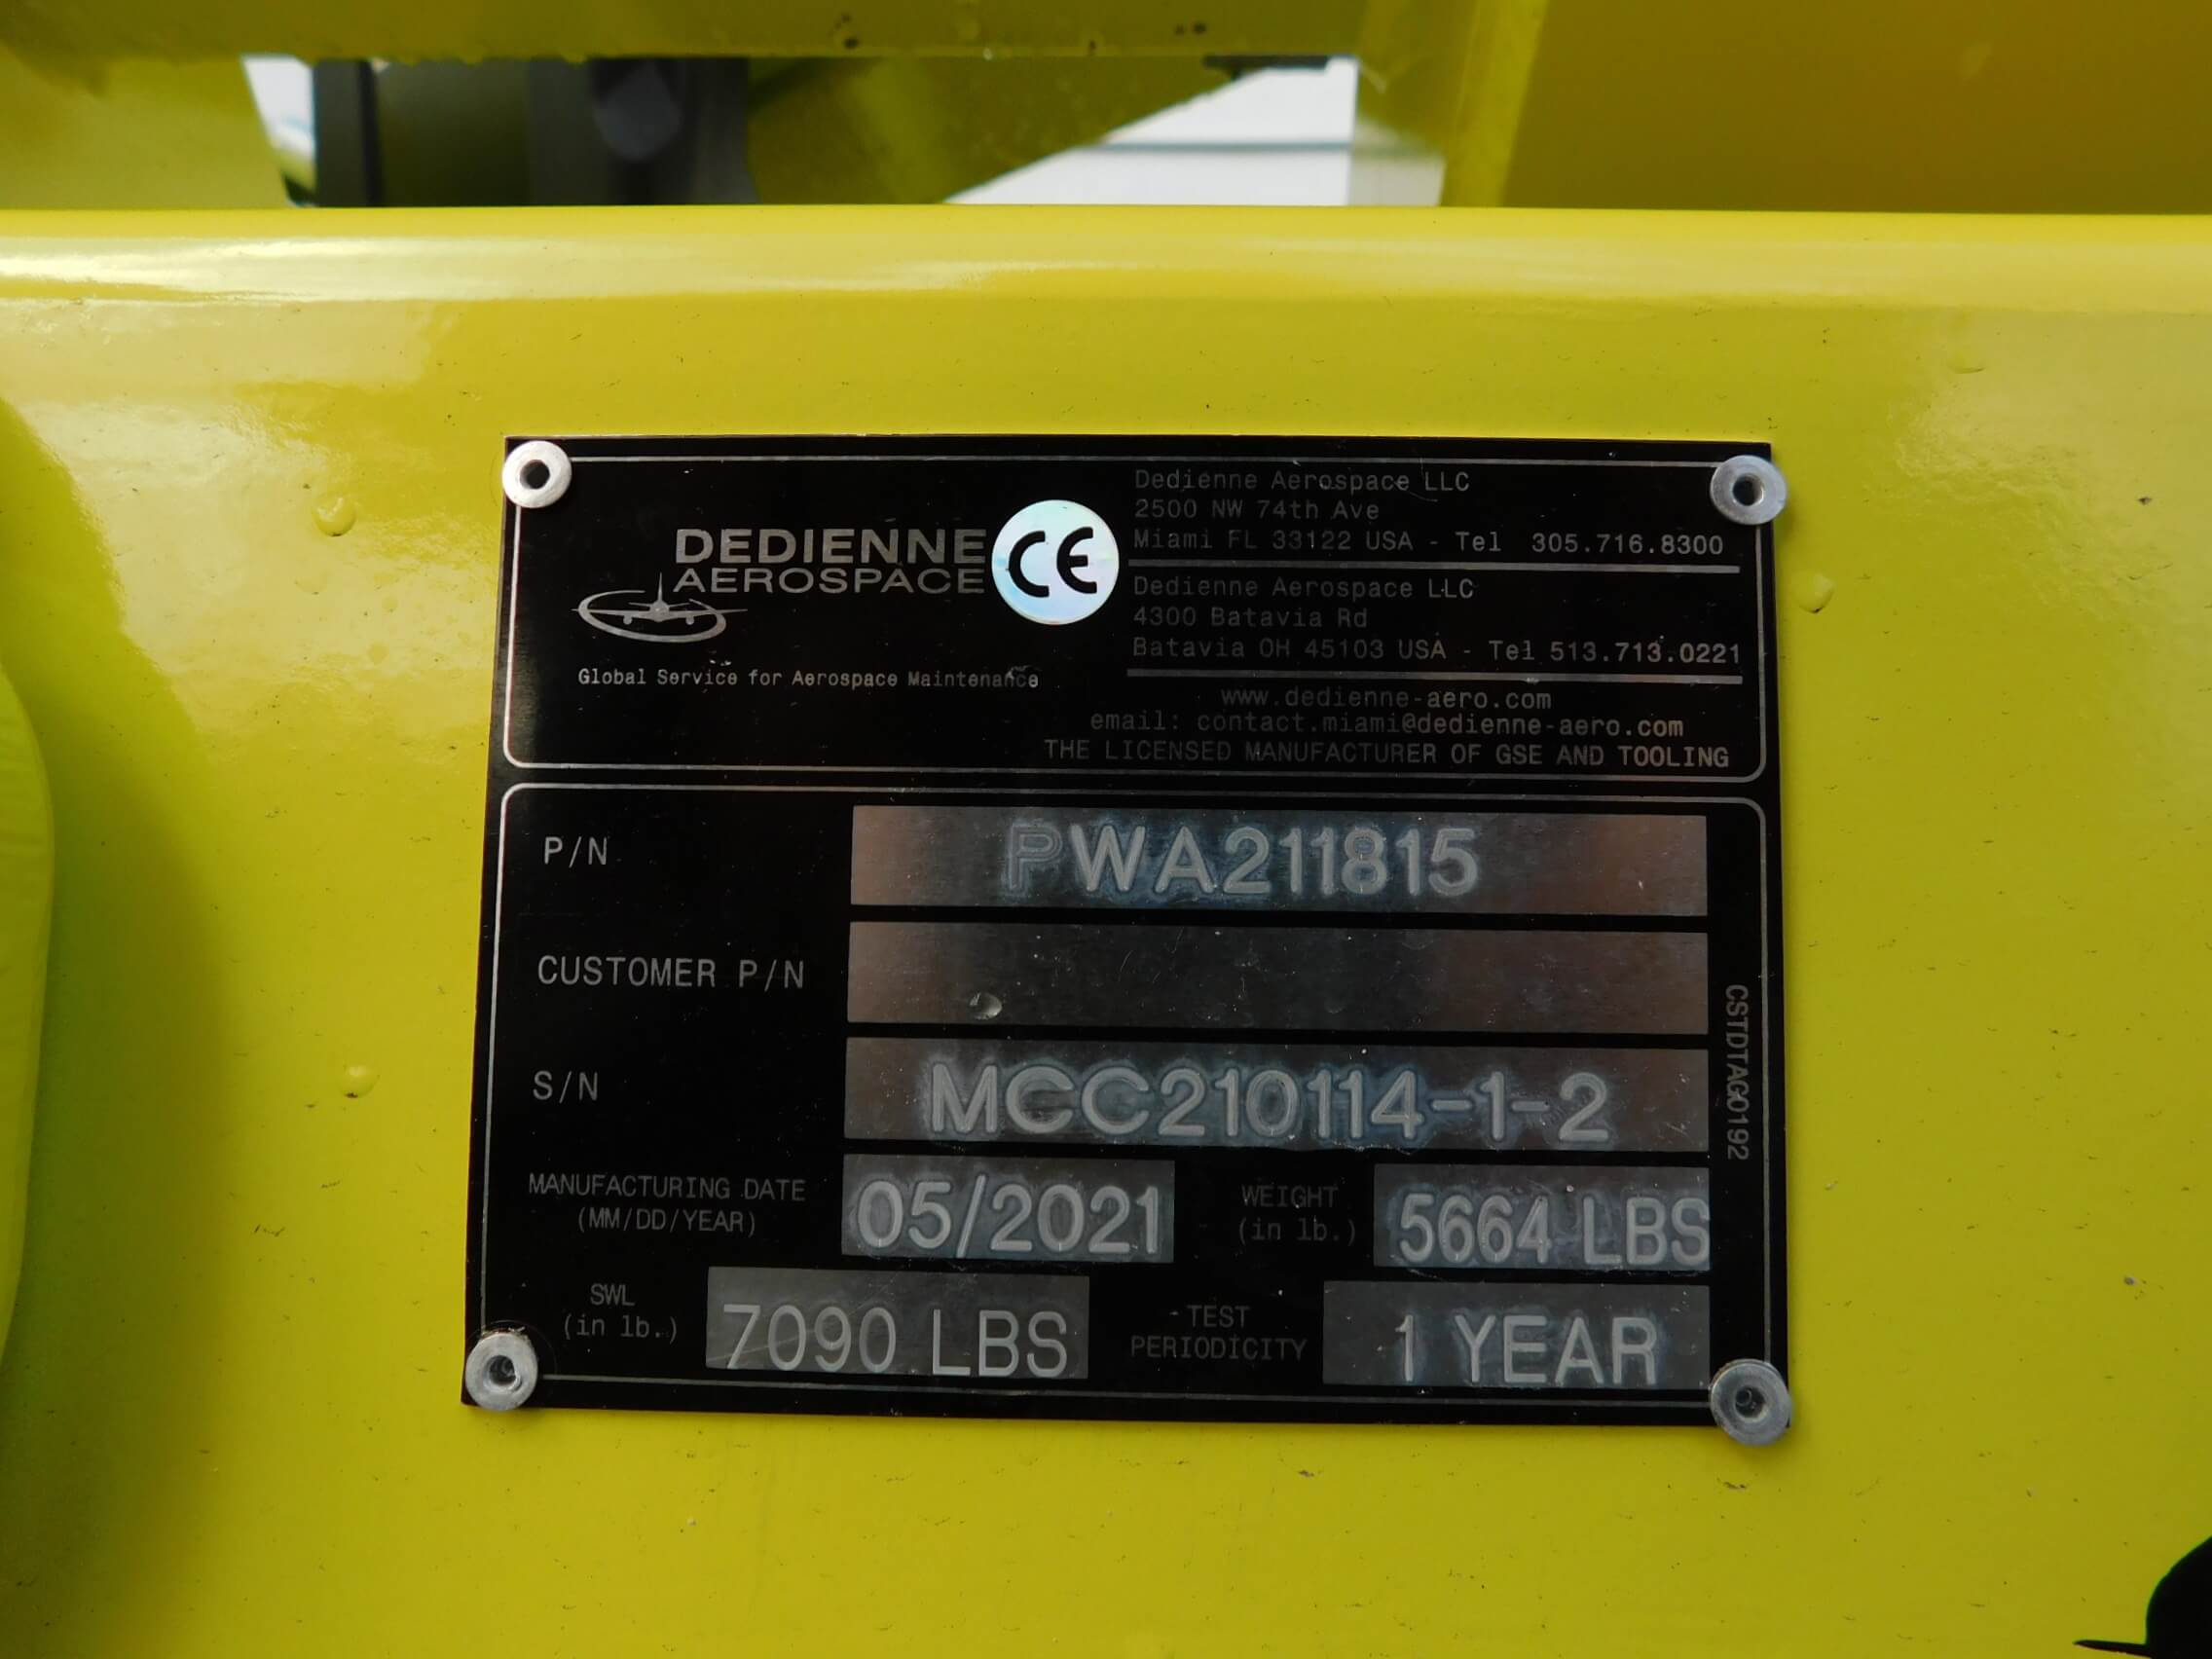 DEDIENNE
AEROSPACE
Global Service for Aerospace Maintenance
CE
Dedienne Aerospace LLC
2500 NW 74th Ave
Miami FL 33122 USA - Tel 305.716.8300
Dedienne Aerospace LLC
4300 Batavia Rd
Batavia OH 45103 USA - Tel 513.713.0221
www.dedienne-aero.com
email: contact.miami@dedienne-aero.com
THE LICENSED MANUFACTURER OF GSE AND TOOLING
P/N PWA211815
CUSTOMER P/N
S/N MCC210114-1-2
MANUFACTURING DATE
(MM/DD/YEAR)
05/2021
WEIGHT
(in lb.)
5664 LBS
SWL
(in lb.)
7090 LBS
TEST
PERIODICITY
1 YEAR
CSTDTAG0192